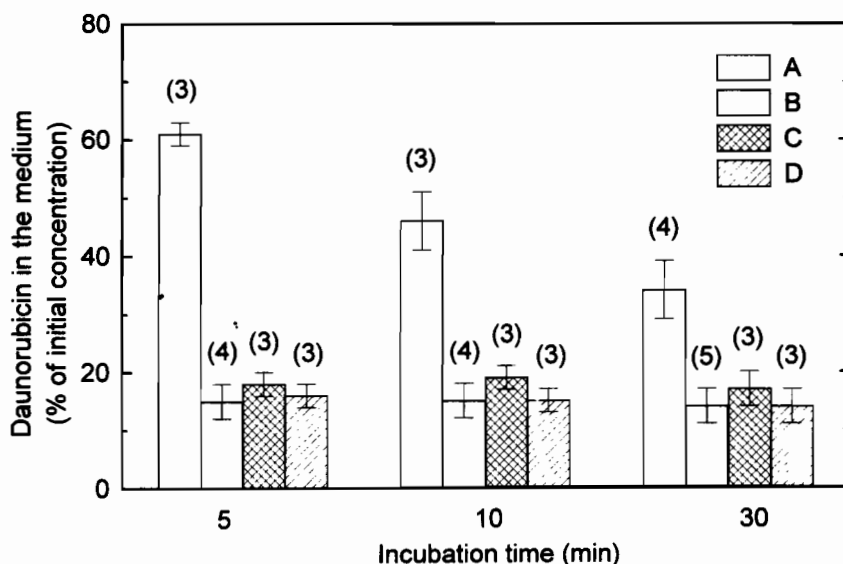 80
60
40
20
0
Daunorubicin in the medium
(% of initial concentration)
(3)
(4)
(3)
(3)
(3)
(4)
(3)
(3)
(4)
(5)
(3)
(3)
A
B
C
D
5
10
30
Incubation time (min)